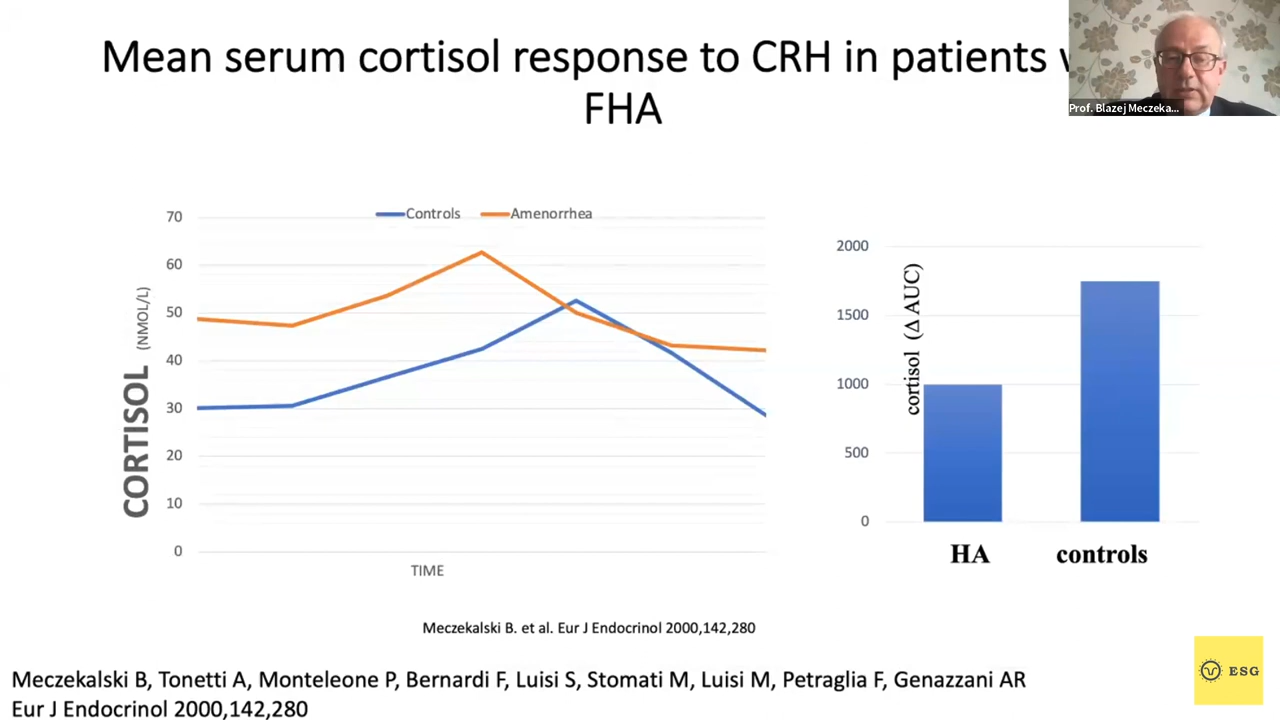 Mean serum cortisol response to CRH in patients
FHA
Prof. Blazej Meczeka...
Controls
Amenorrhea
70
60
50
40
30
20
10
0
CORTISOL (NMOL/L)
TIME
2000
1500
1000
500
0
cortisol (Δ AUC)
HA
controls
Meczekalski B. et al. Eur J Endocrinol 2000,142,280
Meczekalski B, Tonetti A, Monteleone P, Bernardi F, Luisi S, Stomati M, Luisi M, Petraglia F, Genazzani AR
Eur J Endocrinol 2000,142,280
ESG